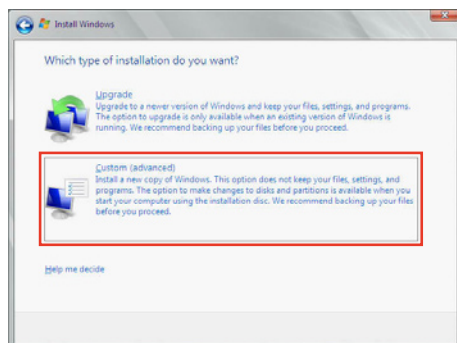 Install Windows
Which type of installation do you want?
Upgrade
Upgrade to a newer version of Windows and keep your files, settings, and programs.
The option to upgrade is only available when an existing version of Windows is
running. We recommend backing up your files before you proceed.
Custom (advanced)
Install a new copy of Windows. This option does not keep your files, settings, and
programs. The option to make changes to disks and partitions is available when you
start your computer using the installation disc. We recommend backing up your files
before you proceed.
Help me decide